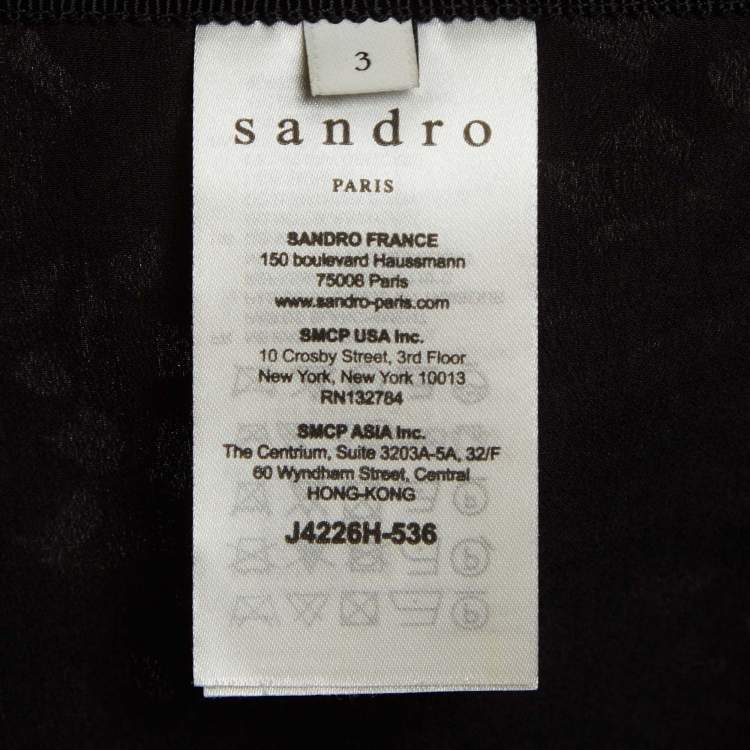 3
sandro
PARIS
SANDRO FRANCE
150 boulevard Haussmann
75008 Paris
www.sandro-paris.com
SMCP USA Inc.
10 Crosby Street, 3rd Floor
New York, New York 10013
RN132784
SMCP ASIA Inc.
The Centrium, Suite 3203A-5A, 32/F
60 Wyndham Street, Central
HONG-KONG
J4226H-536